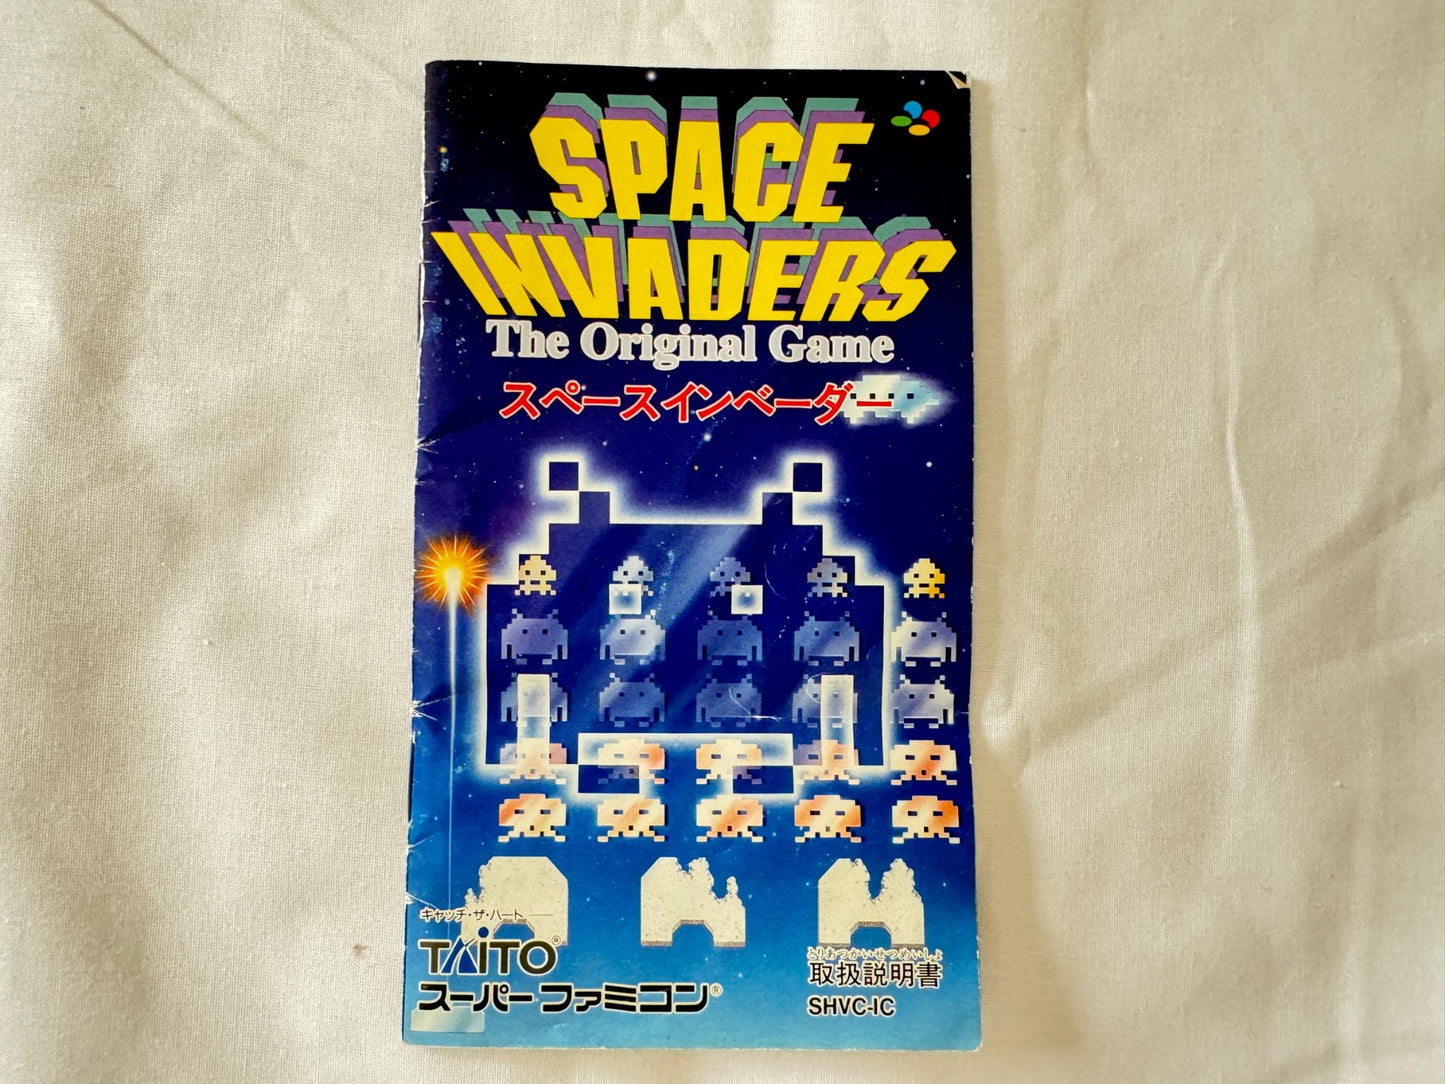 SPACE
INVADERS
The Original Game
スペースインベーダー
キャッチ・ザ・ハート
TAITO®
スーパーファミコン®
とりあつかいせつめいしょ
取扱説明書
SHVC-IC